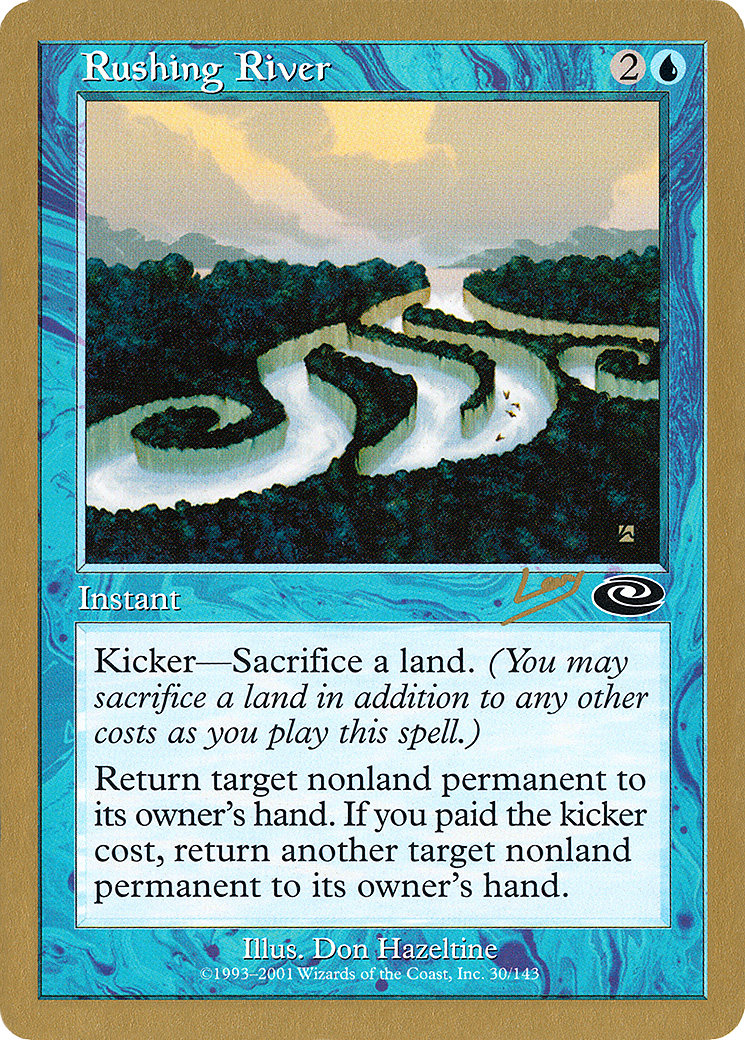 Rushing River 2
Instant
Kicker—Sacrifice a land. (You may
sacrifice a land in addition to any other
costs as you play this spell.)
Return target nonland permanent to
its owner's hand. If you paid the kicker
cost, return another target nonland
permanent to its owner's hand.
Illus. Don Hazeltine
©1993–2001 Wizards of the Coast, Inc. 30/143